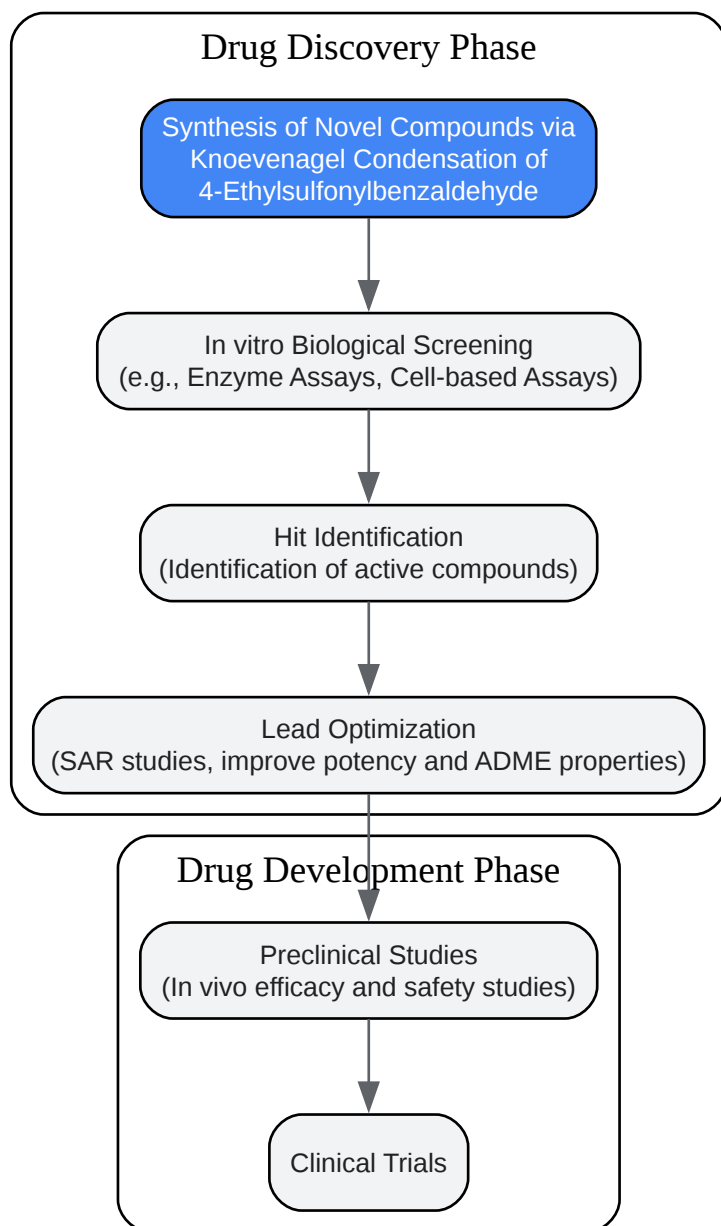 Drug Discovery Phase
Synthesis of Novel Compounds via
Knoevenagel Condensation of
4-Ethylsulfonylbenzaldehyde
In vitro Biological Screening
(e.g., Enzyme Assays, Cell-based Assays)
Hit Identification
(Identification of active compounds)
Lead Optimization
(SAR studies, improve potency and ADME properties)
Drug Development Phase
Preclinical Studies
(In vivo efficacy and safety studies)
Clinical Trials